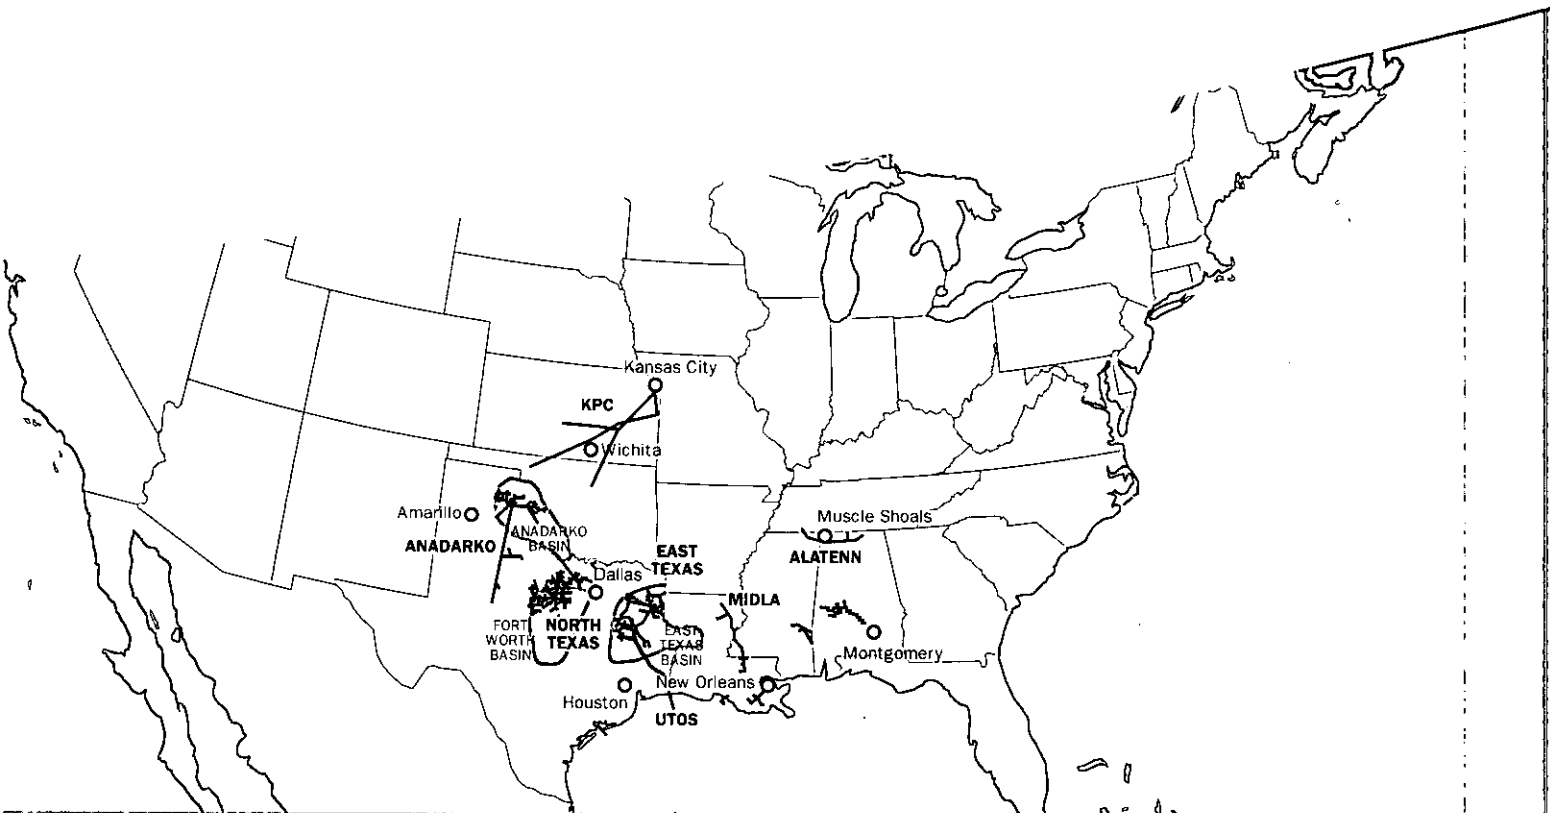 Kansas City
KPC
Wichita
Amarillo
Muscle Shoals
ANADARKO
BASIN
ANADARKO
EAST
TEXAS
ALATENN
Dallas
MIDLA
FORT
WORTH
BASIN
NORTH
TEXAS
EAST
TEXAS
BASIN
Montgomery
New Orleans
Houston
UTOS